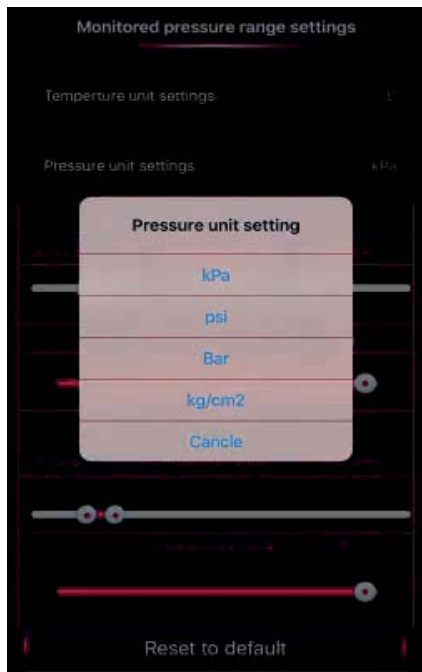 Monitored pressure range settings
Temperture unit settings
Pressure unit settings kPa
Pressure unit setting
kPa
psi
Bar
kg/cm2
Cancle
Reset to default